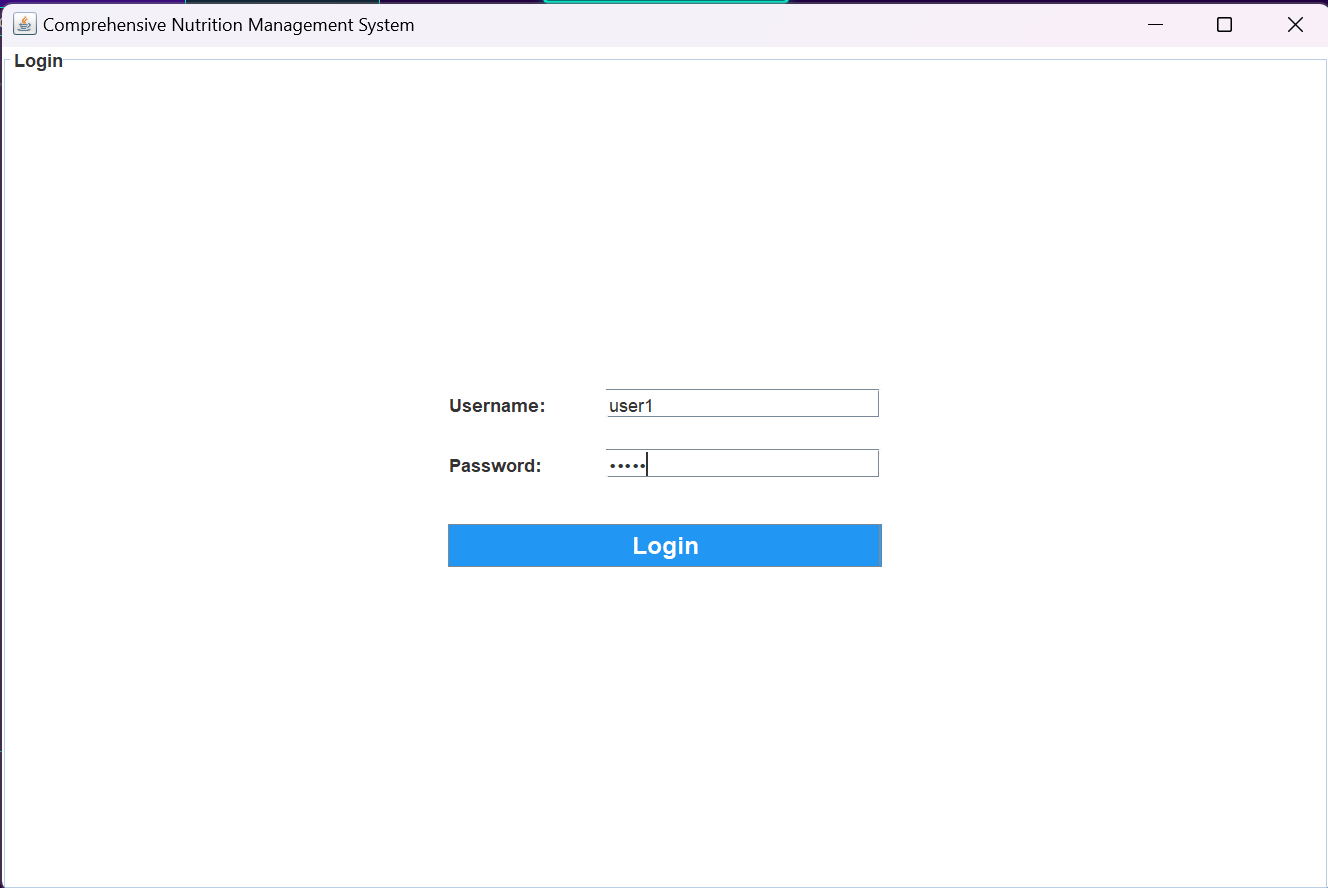 Comprehensive Nutrition Management System
Login
Username: user1
Password: •••••
Login